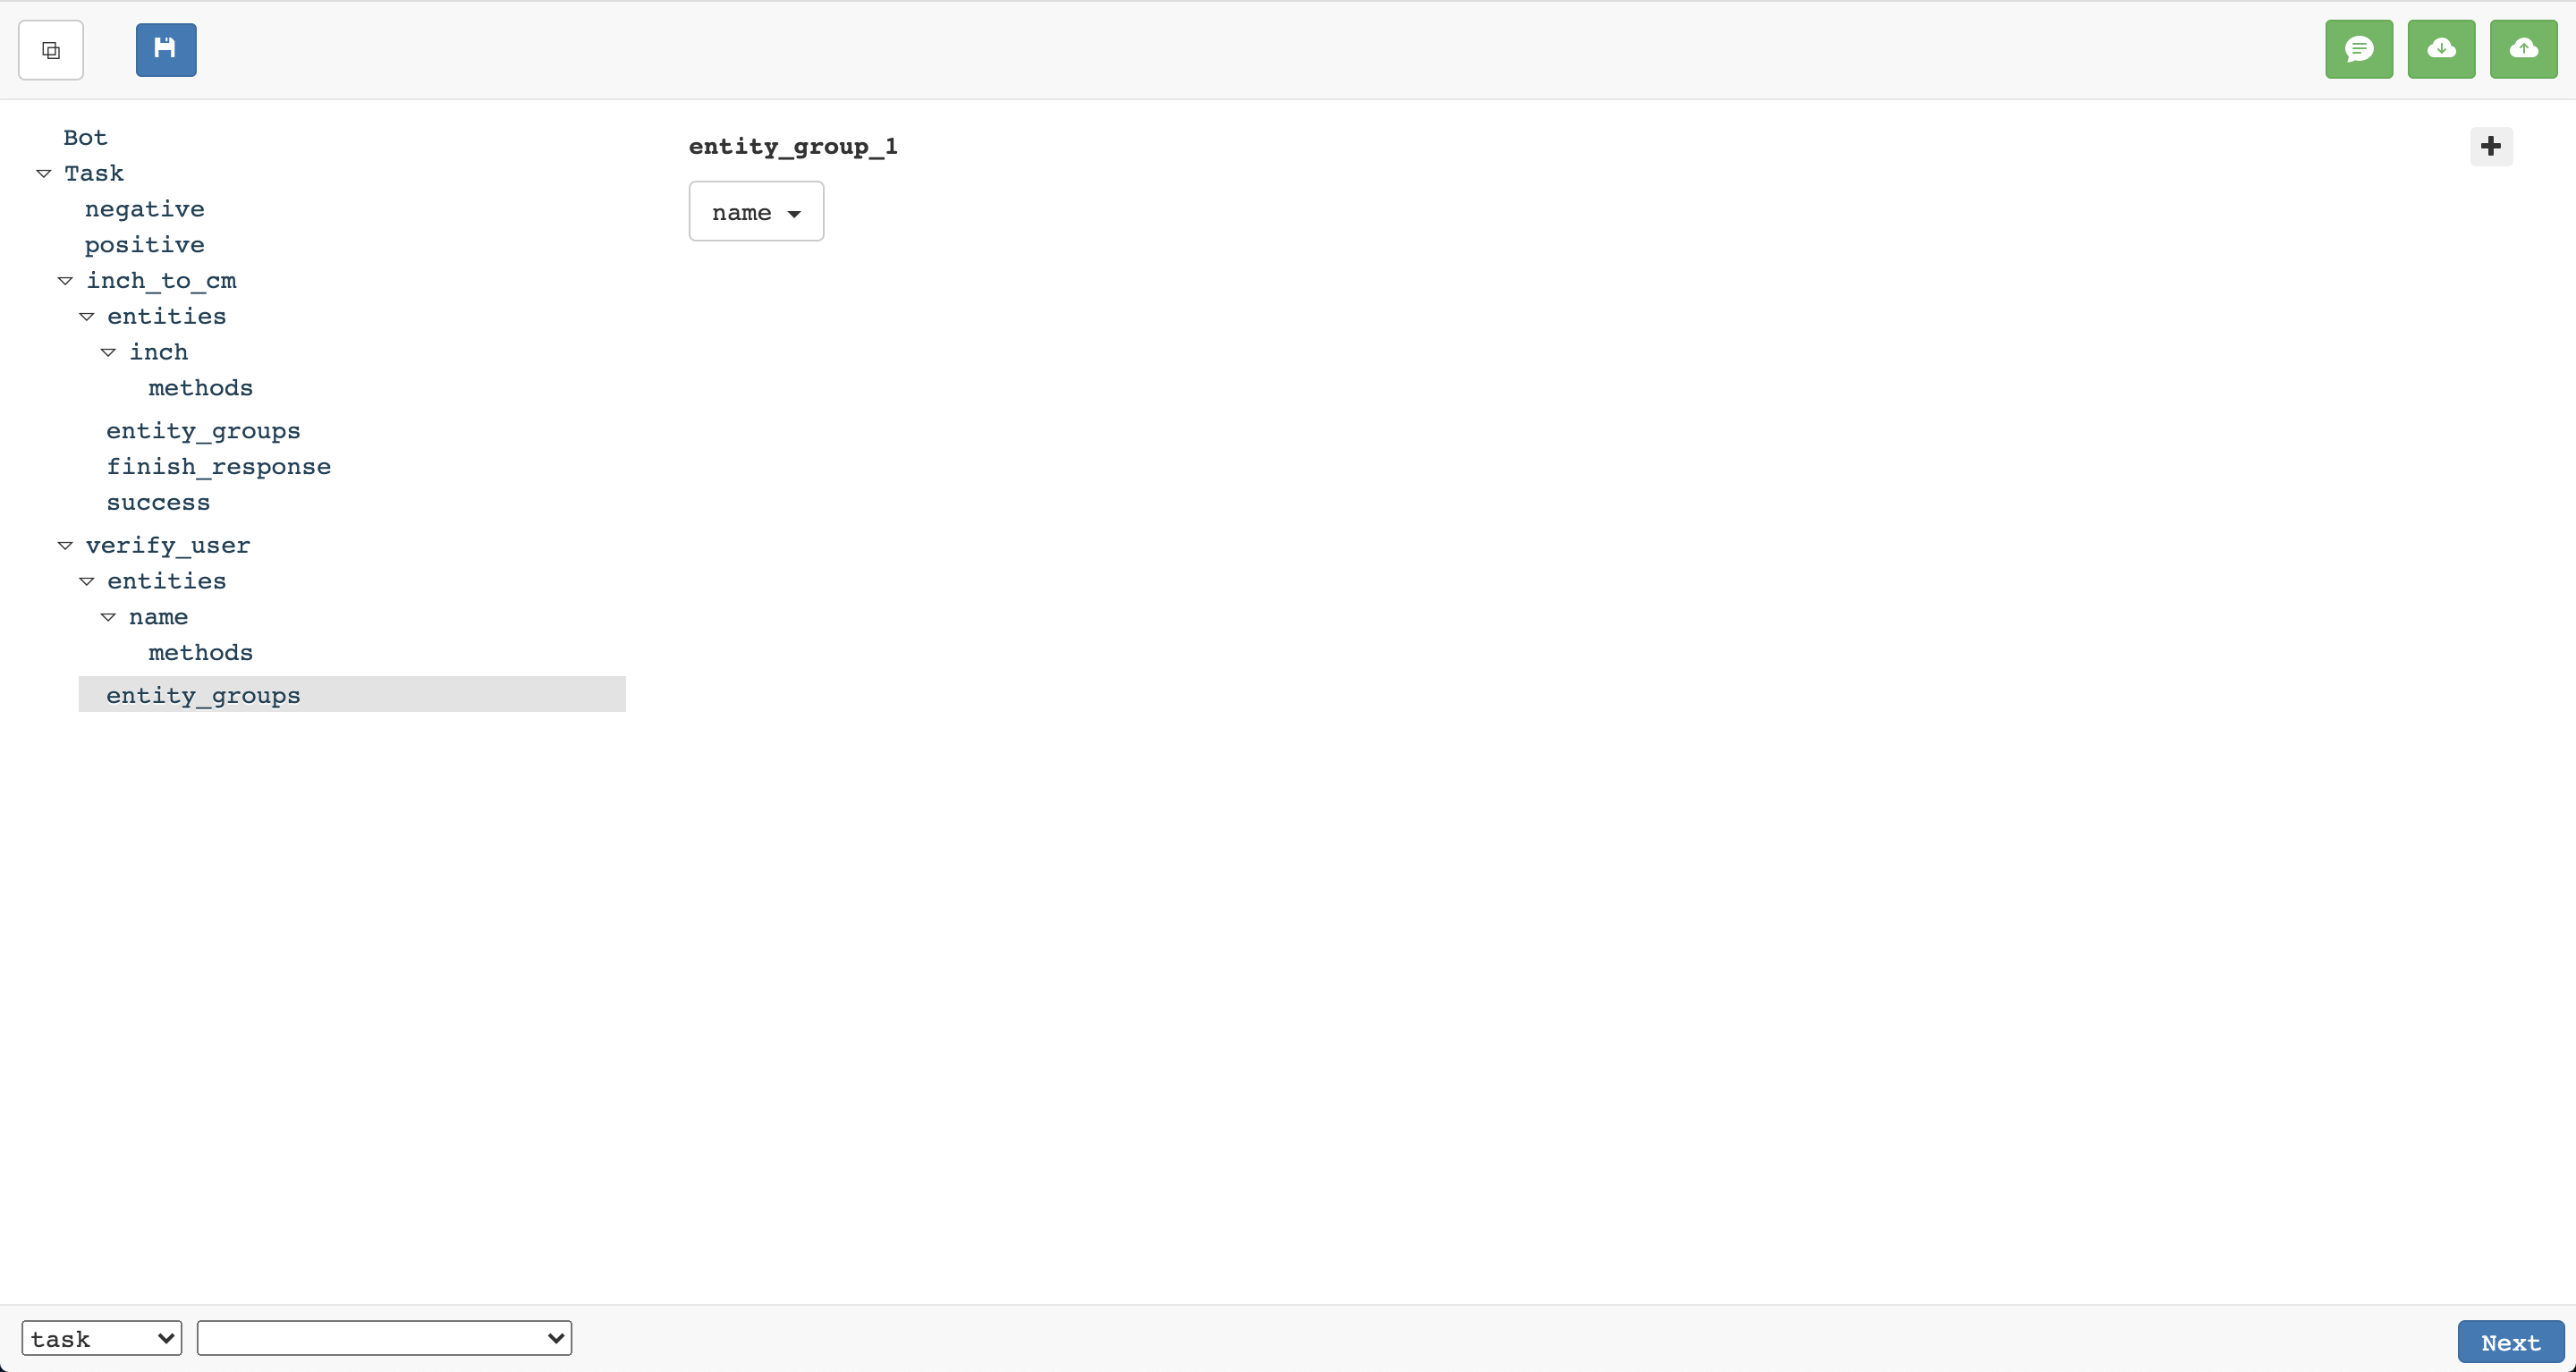 Bot
Task
negative
positive
inch_to_cm
entities
inch
methods
entity_groups
finish_response
success
verify_user
entities
name
methods
entity_groups
entity_group_1
name
task
Next